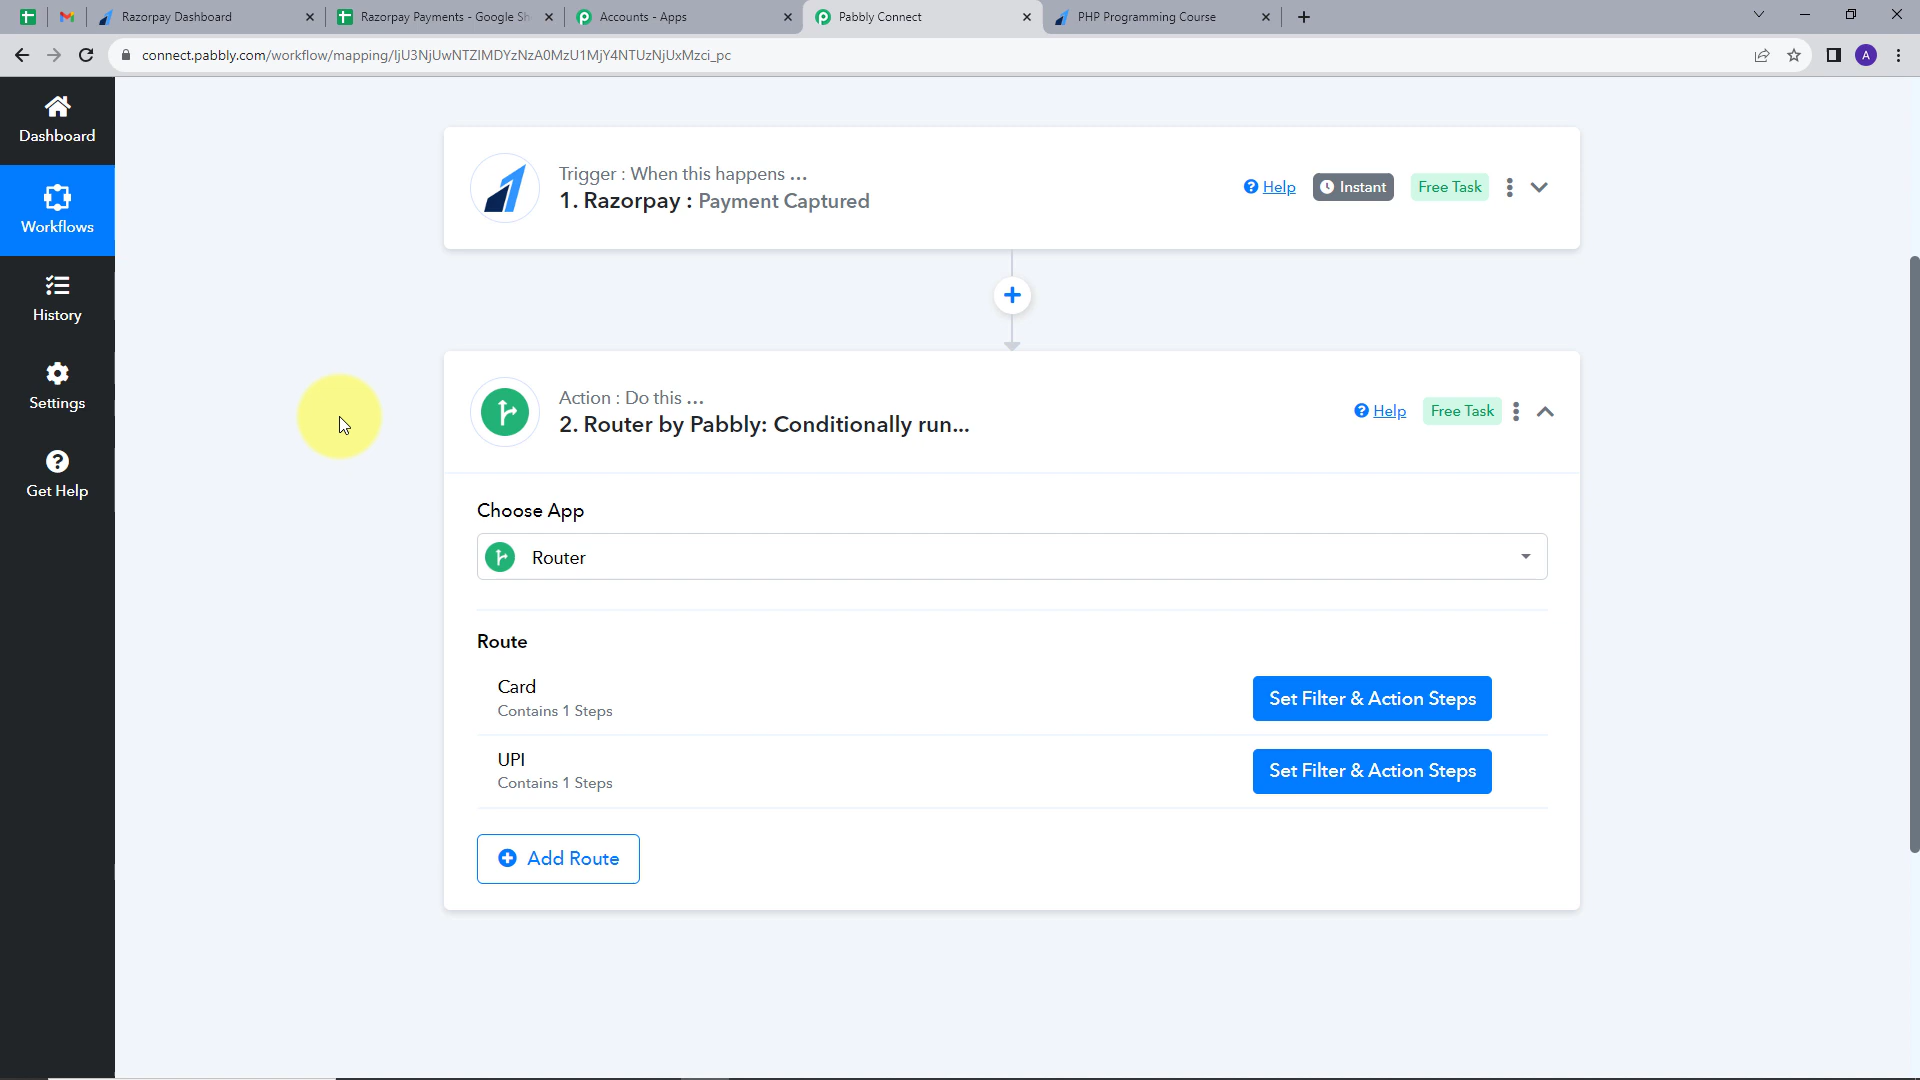 Razorpay Dashboard
Razorpay Payments - Google Sh
Accounts - Apps
Pabbly Connect
PHP Programming Course
connect.pabbly.com/workflow/mapping/IjU3NjUwNTZlMDYzNzA0MzU1MjY4NTUzNjUxMzci_pc
A
Dashboard
Workflows
History
Settings
Get Help
Trigger : When this happens ...
1. Razorpay : Payment Captured
Help
Instant
Free Task
Action : Do this ...
2. Router by Pabbly: Conditionally run...
Help
Free Task
Choose App
Router
Route
Card
Contains 1 Steps
Set Filter & Action Steps
UPI
Contains 1 Steps
Set Filter & Action Steps
Add Route